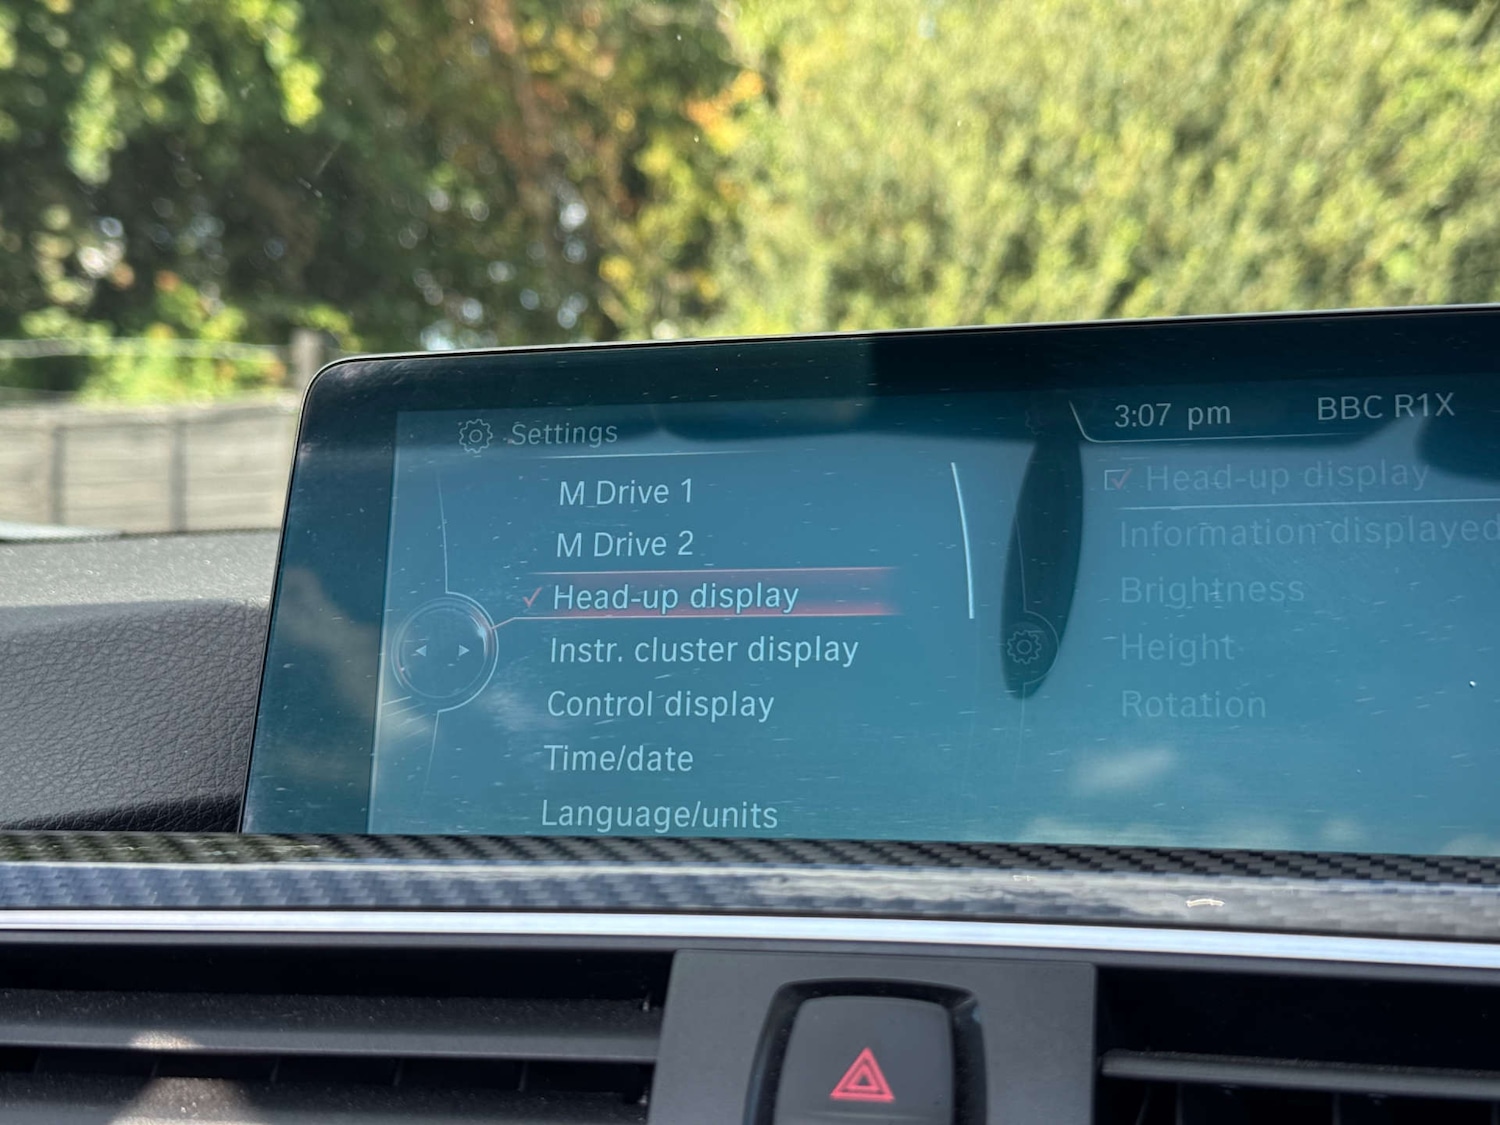 Settings
3:07 pm
BBC R1X
M Drive 1
M Drive 2
Head-up display
Instr. cluster display
Control display
Time/date
Language/units
Head-up display
Information displayed
Brightness
Height
Rotation